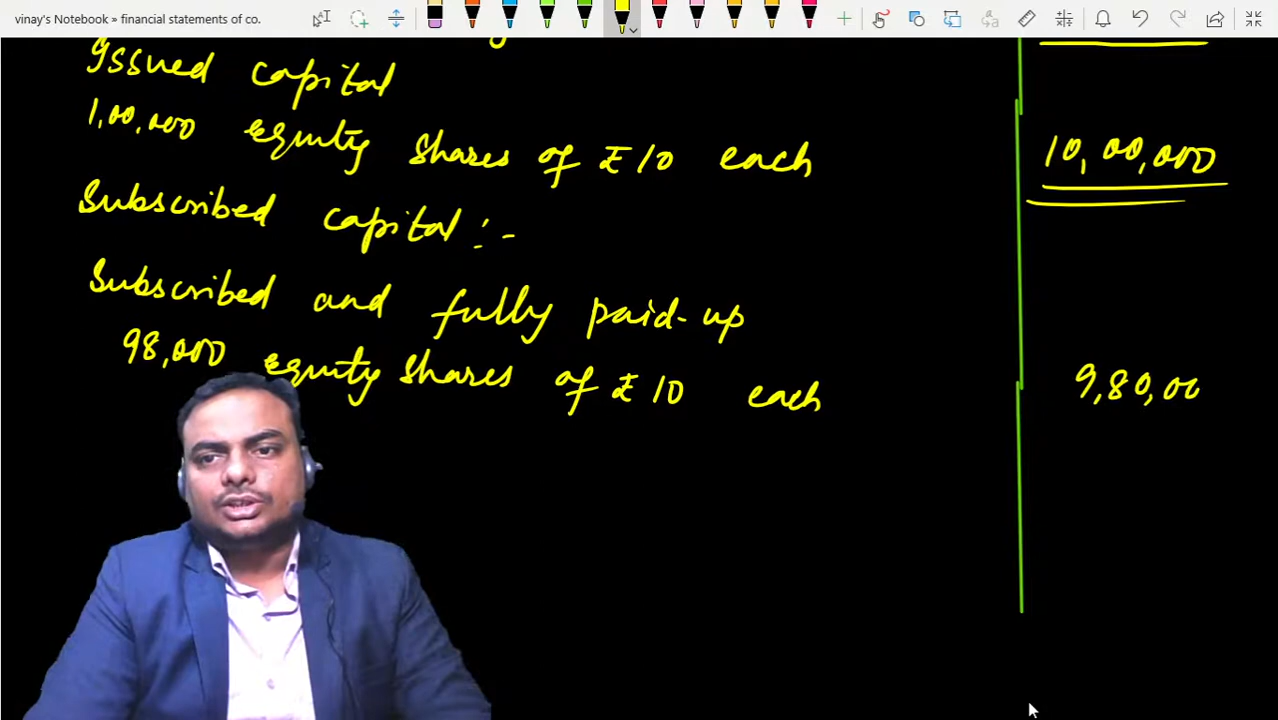 vinay's Notebook » financial statements of co.
Issued capital
1,00,000 equity shares of ₹10 each 10,00,000
Subscribed capital :-
Subscribed and fully paid-up
98,000 equity shares of ₹10 each 9,80,00